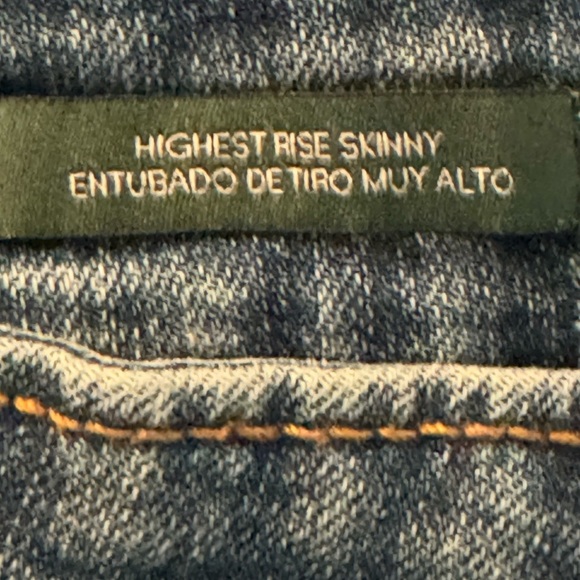 HIGHEST RISE SKINNY
ENTUBADO DE TIRO MUY ALTO